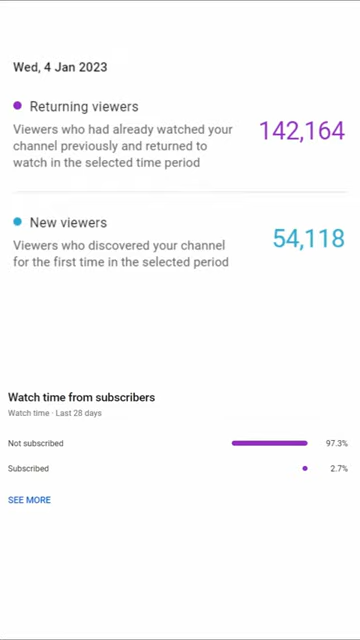 Wed, 4 Jan 2023
Returning viewers
Viewers who had already watched your
channel previously and returned to
watch in the selected time period
142,164
New viewers
Viewers who discovered your channel
for the first time in the selected period
54,118
Watch time from subscribers
Watch time · Last 28 days
Not subscribed 97.3%
Subscribed 2.7%
SEE MORE